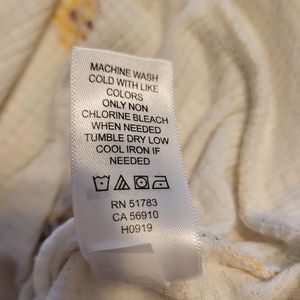 MACHINE WASH
COLD WITH LIKE
COLORS
ONLY NON
CHLORINE BLEACH
WHEN NEEDED
TUMBLE DRY LOW
COOL IRON IF
NEEDED
RN 51783
CA 56910
H0919